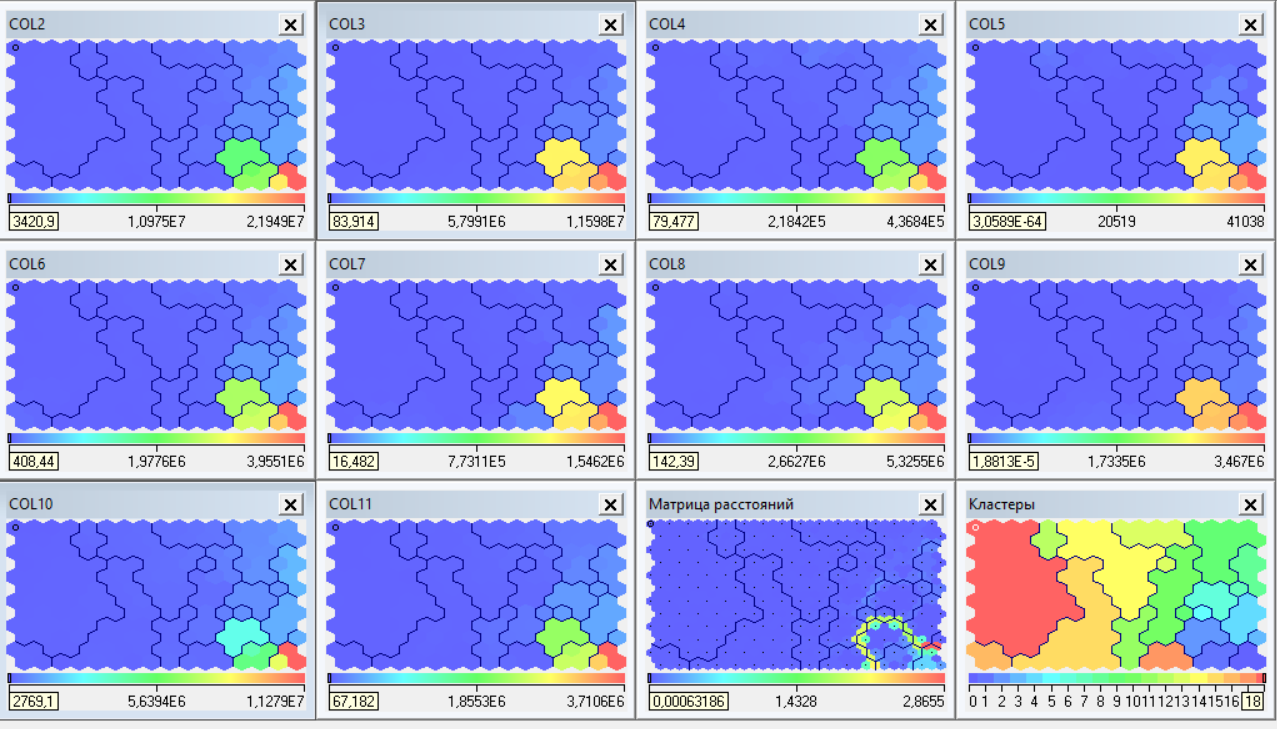 COL2 COL3 COL4 COL5
3420,9 1,0975E7 2,1949E7 83,914 5,7991E6 1,1598E7 79,477 2,1842E5 4,3684E5 3,0589E-64 20519 41038
COL6 COL7 COL8 COL9
408,44 1,9776E6 3,9551E6 16,482 7,7311E5 1,5462E6 142,39 2,6627E6 5,3255E6 1,8813E-5 1,7335E6 3,467E6
COL10 COL11 Матрица расстояний Кластеры
2769,1 5,6394E6 1,1279E7 67,182 1,8553E6 3,7106E6 0,00063186 1,4328 2,8655 0 1 2 3 4 5 6 7 8 9 10 11 12 13 14 15 16 18